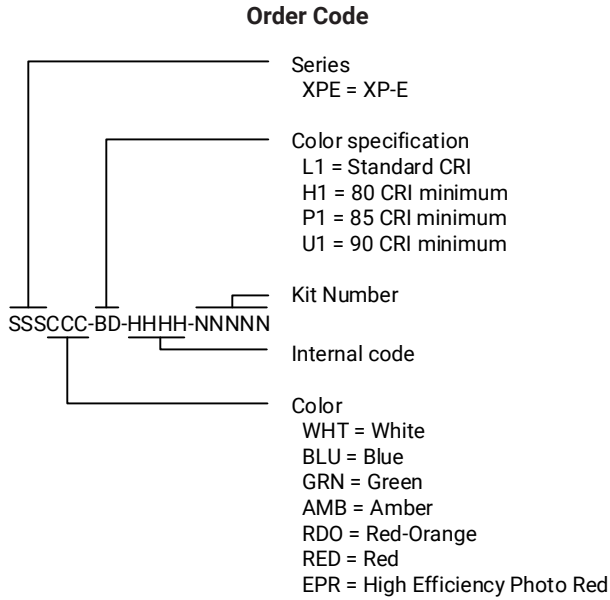 Order Code
Series
XPE = XP-E
Color specification
L1 = Standard CRI
H1 = 80 CRI minimum
P1 = 85 CRI minimum
U1 = 90 CRI minimum
Kit Number
SSSCCC-BD-HHHH-NNNNN
Internal code
Color
WHT = White
BLU = Blue
GRN = Green
AMB = Amber
RDO = Red-Orange
RED = Red
EPR = High Efficiency Photo Red